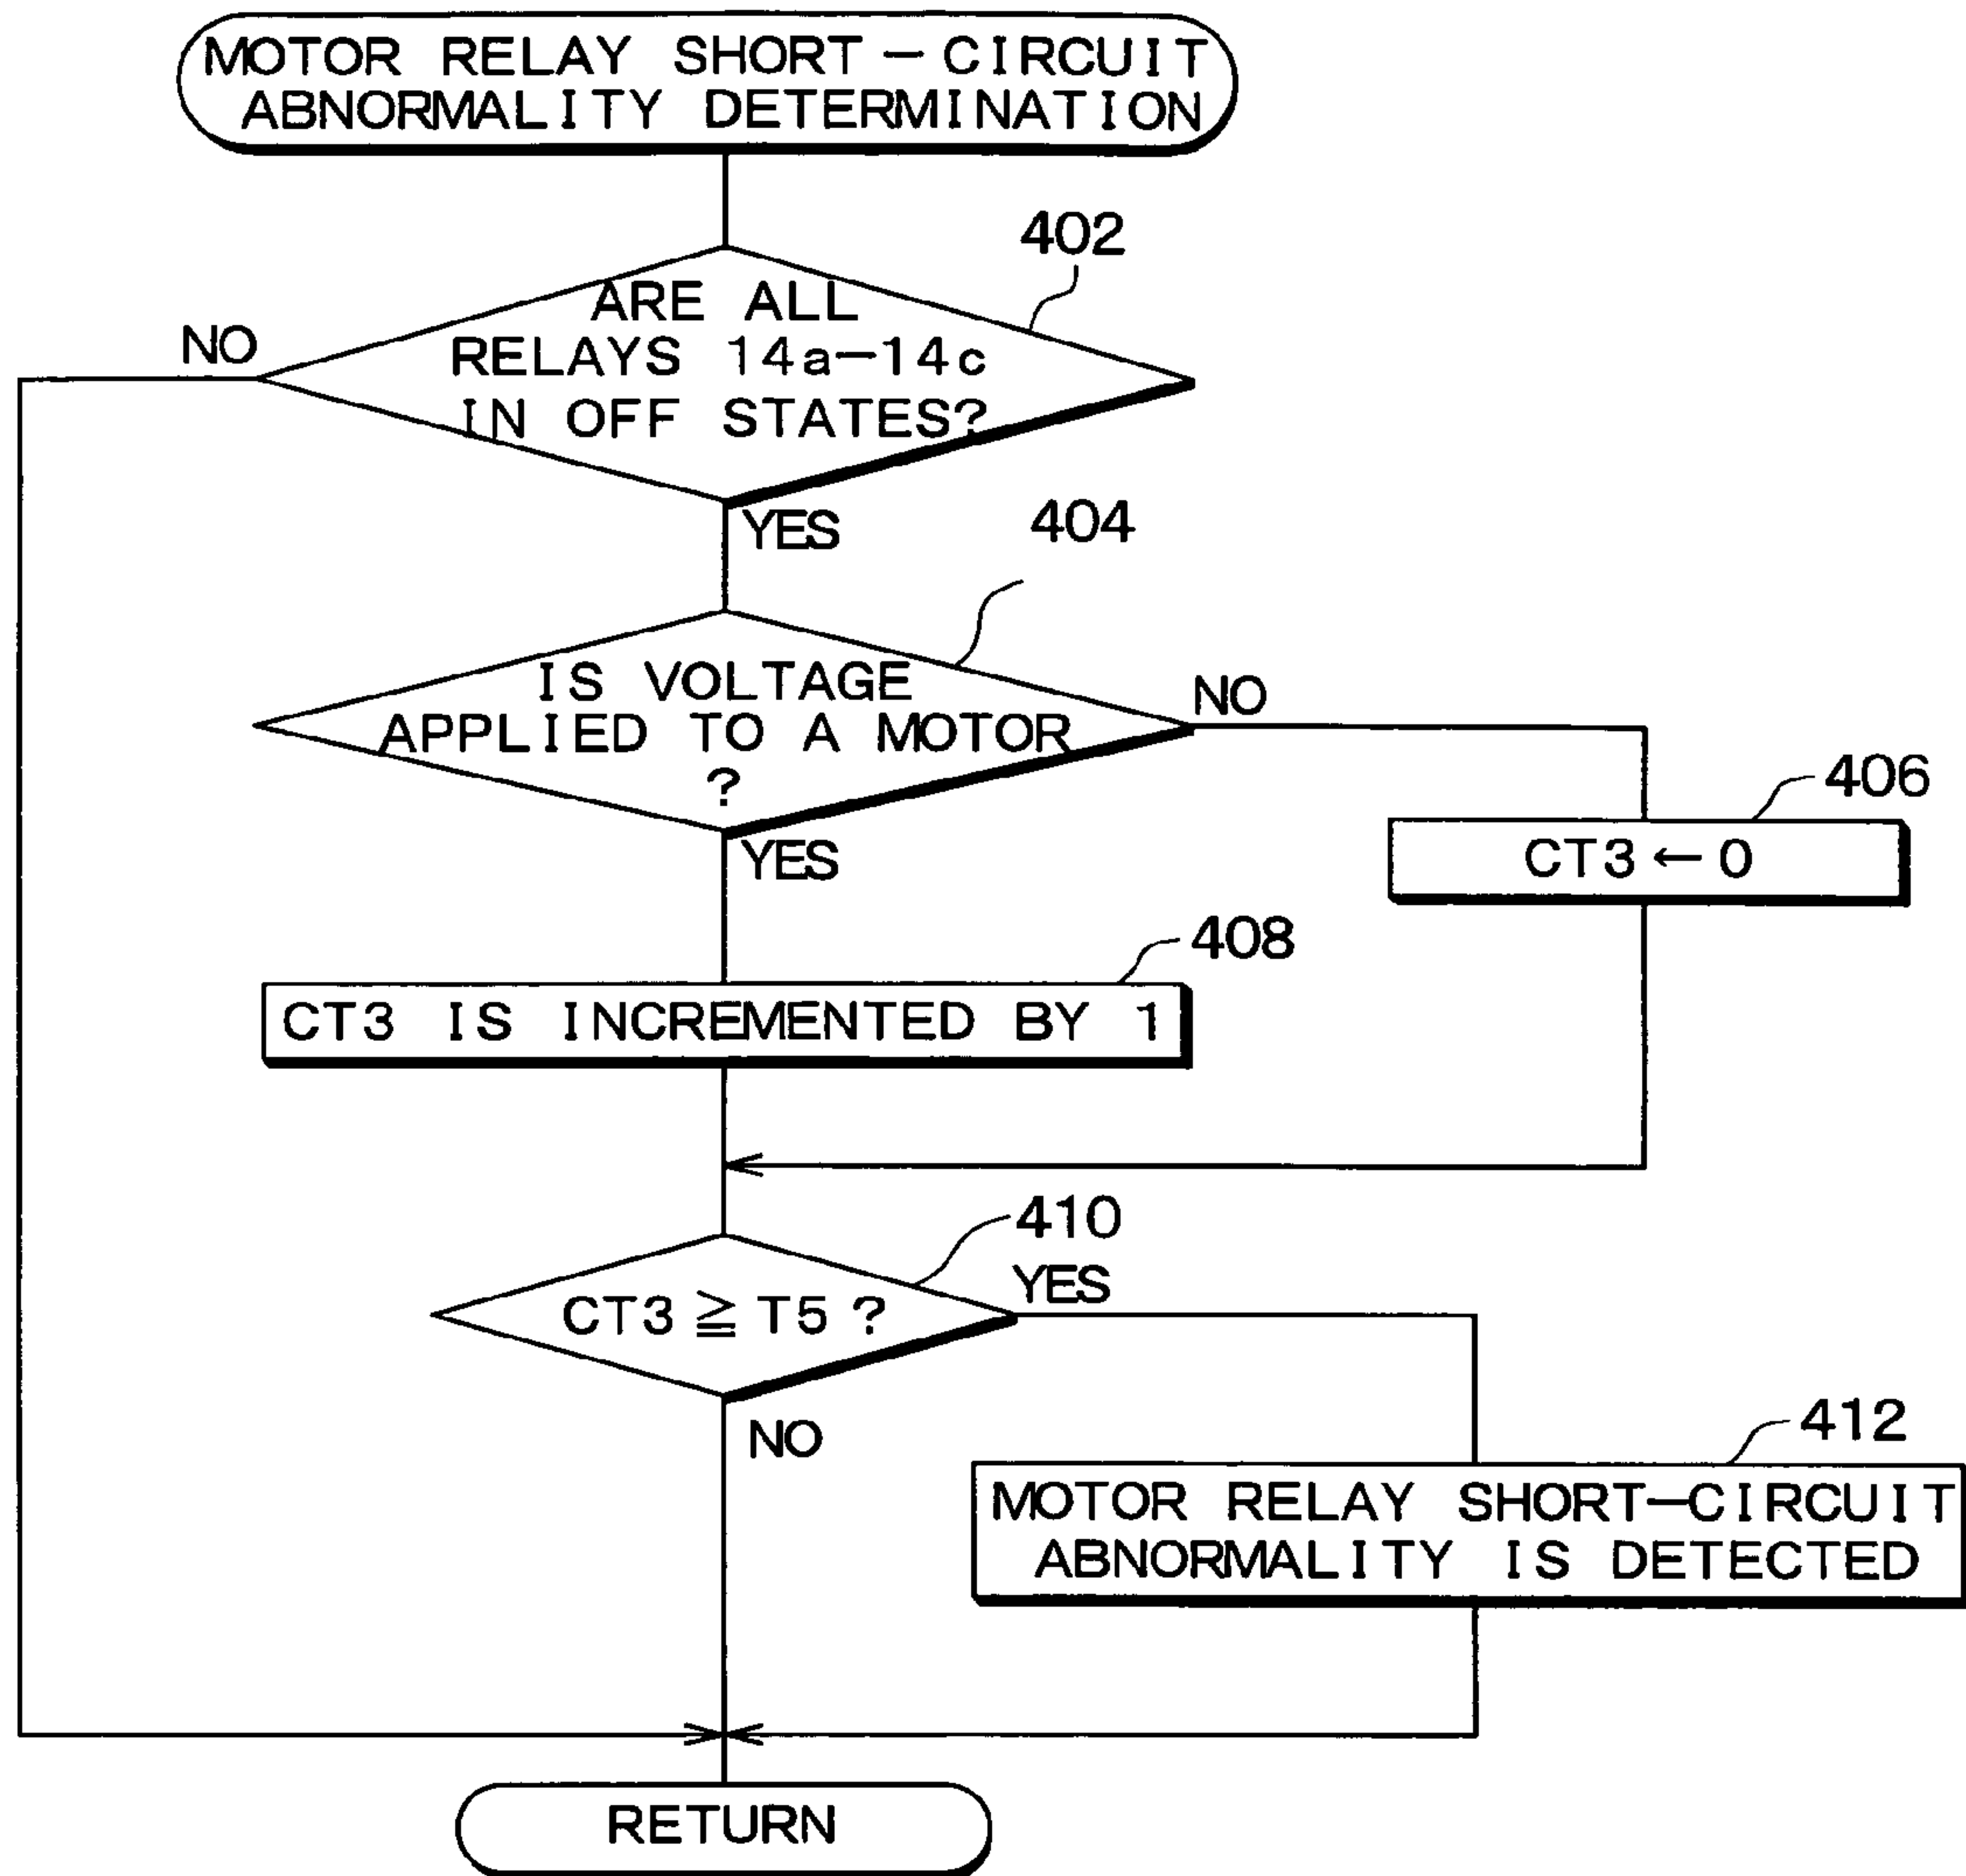 MOTOR RELAY SHORT-CIRCUIT
ABNORMALITY DETERMINATION
402
ARE ALL
RELAYS 14a-14c
IN OFF STATES?
NO
YES
404
IS VOLTAGE
APPLIED TO A MOTOR
?
NO
YES
406
CT3←0
408
CT3 IS INCREMENTED BY 1
410
CT3≧T5?
YES
NO
412
MOTOR RELAY SHORT-CIRCUIT
ABNORMALITY IS DETECTED
RETURN